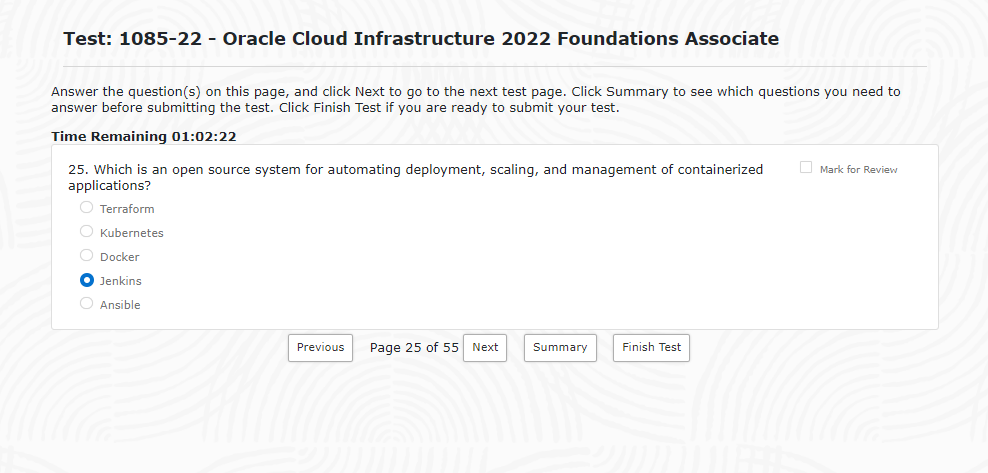 Test: 1085-22 - Oracle Cloud Infrastructure 2022 Foundations Associate
Answer the question(s) on this page, and click Next to go to the next test page. Click Summary to see which questions you need to
answer before submitting the test. Click Finish Test if you are ready to submit your test.
Time Remaining 01:02:22
25. Which is an open source system for automating deployment, scaling, and management of containerized
applications?
Mark for Review
Terraform
Kubernetes
Docker
Jenkins
Ansible
Previous Page 25 of 55 Next Summary Finish Test